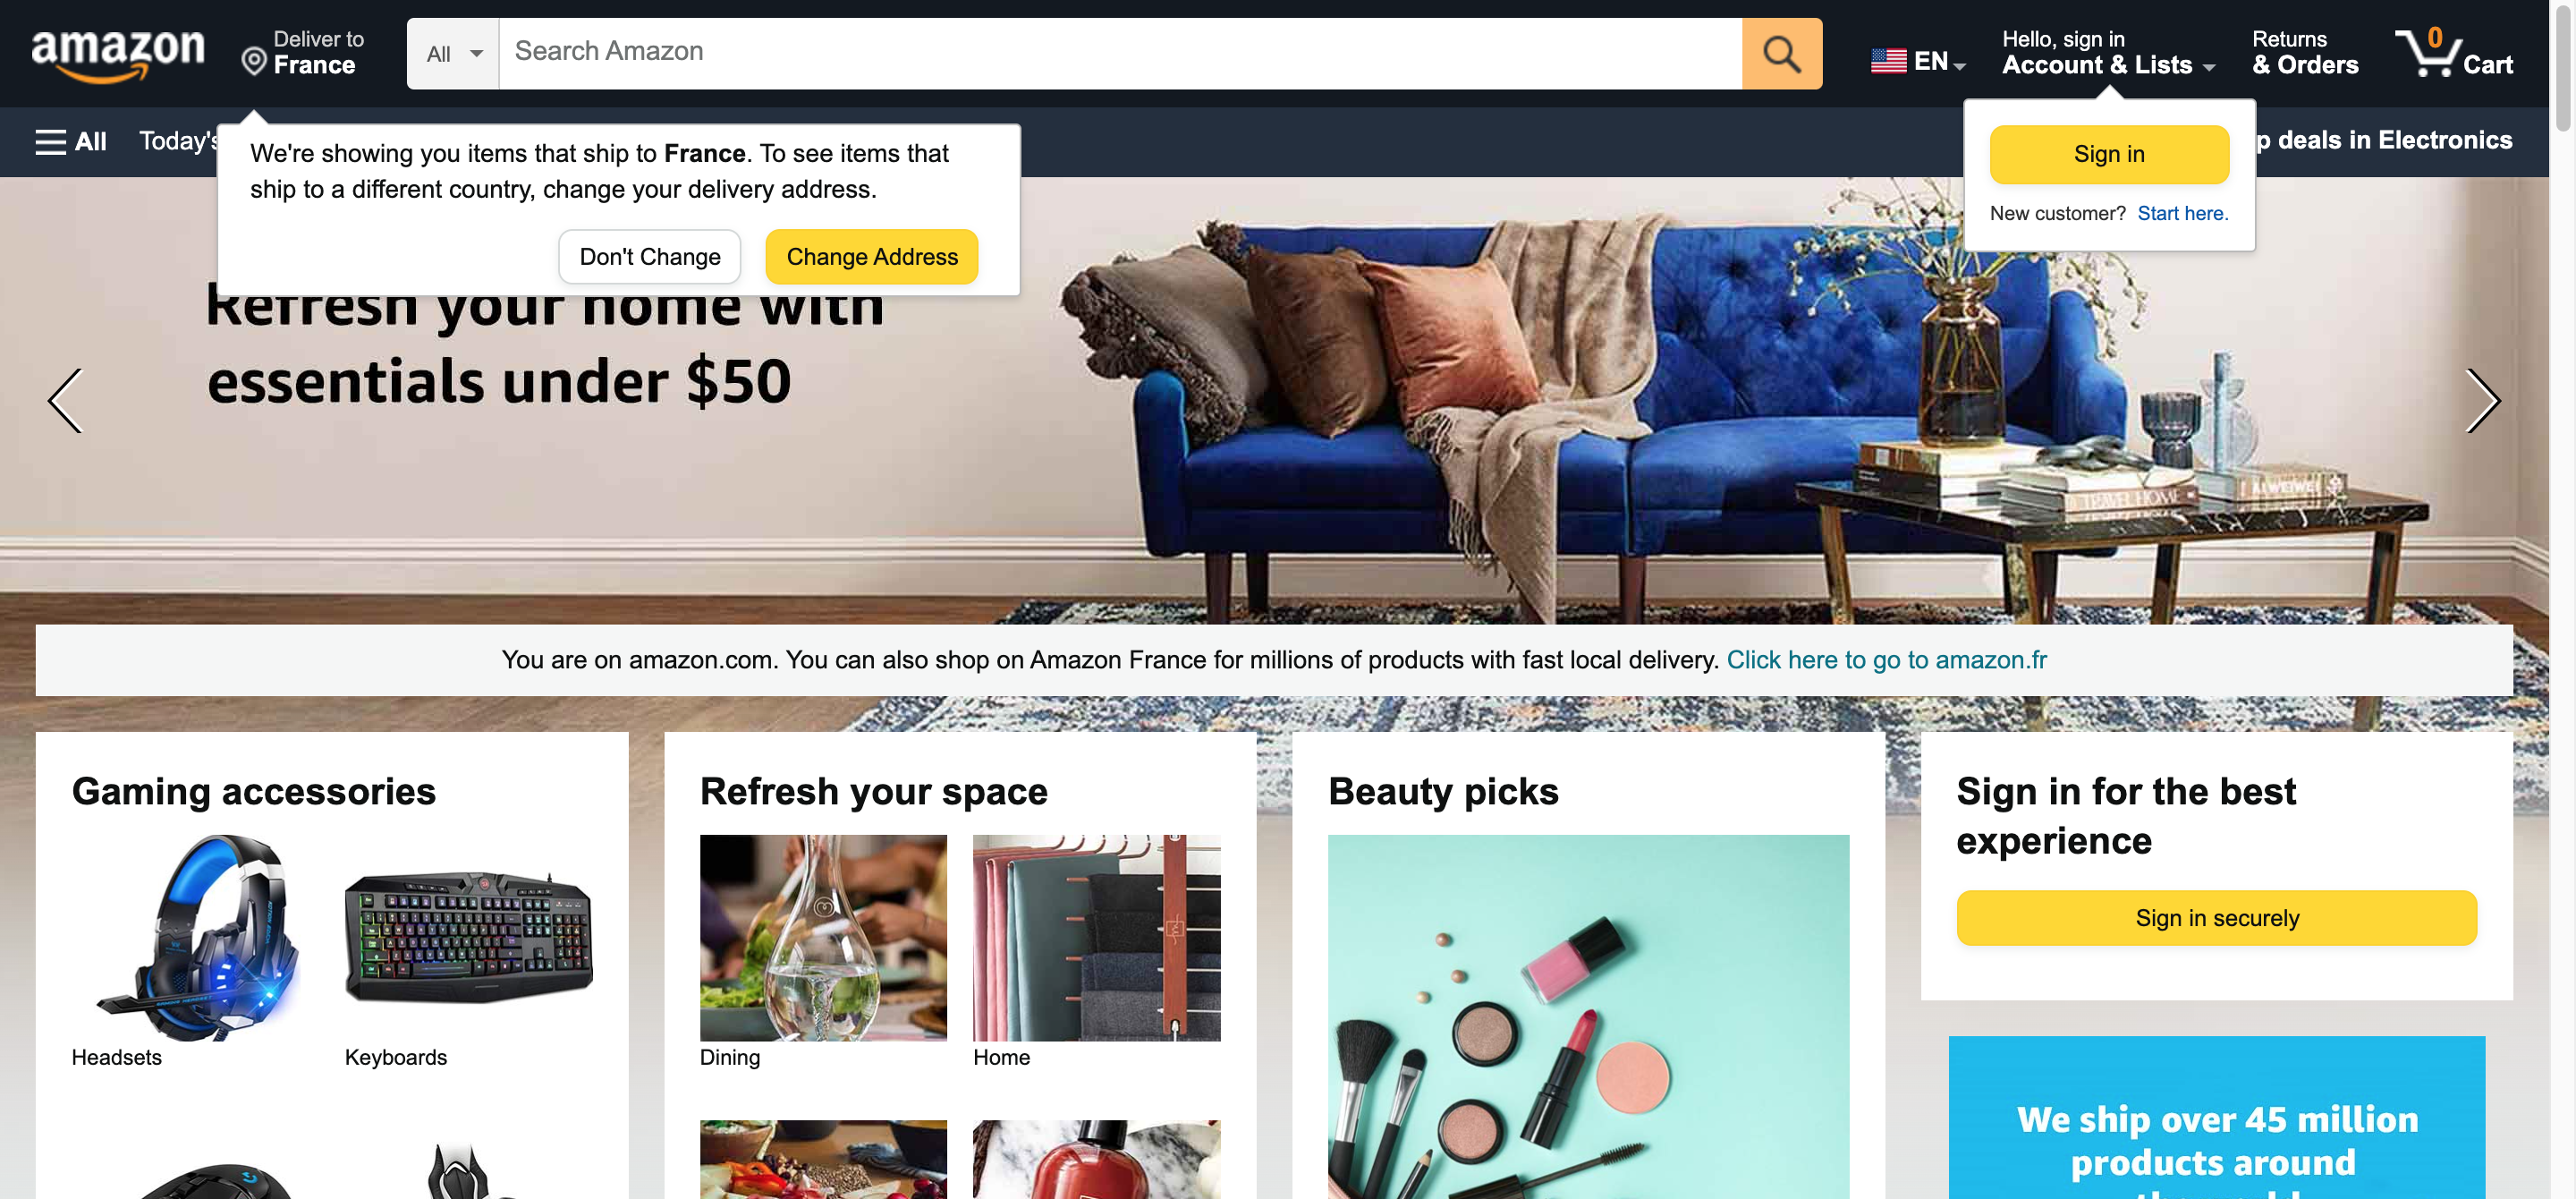 amazon
Deliver to
France
All
Search Amazon
EN
Hello, sign in
Account & Lists
Returns
& Orders
0
Cart
All
Today's
p deals in Electronics
We're showing you items that ship to France. To see items that
ship to a different country, change your delivery address.
Don't Change
Change Address
Sign in
New customer? Start here.
Refresh your home with
essentials under $50
TRAVEL HOME
AI WEIWEI
You are on amazon.com. You can also shop on Amazon France for millions of products with fast local delivery. Click here to go to amazon.fr
Gaming accessories
Headsets
Keyboards
Refresh your space
Dining
Home
Beauty picks
Sign in for the best
experience
Sign in securely
We ship over 45 million
products around